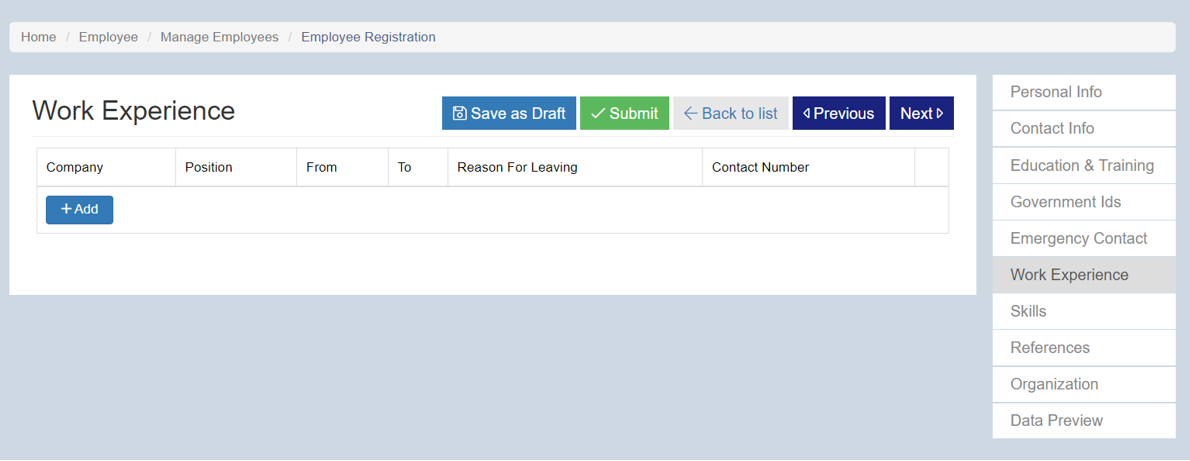 Home / Employee / Manage Employees / Employee Registration
Work Experience
Save as Draft Submit Back to list Previous Next
Company Position From To Reason For Leaving Contact Number
+ Add
Personal Info
Contact Info
Education & Training
Government Ids
Emergency Contact
Work Experience
Skills
References
Organization
Data Preview